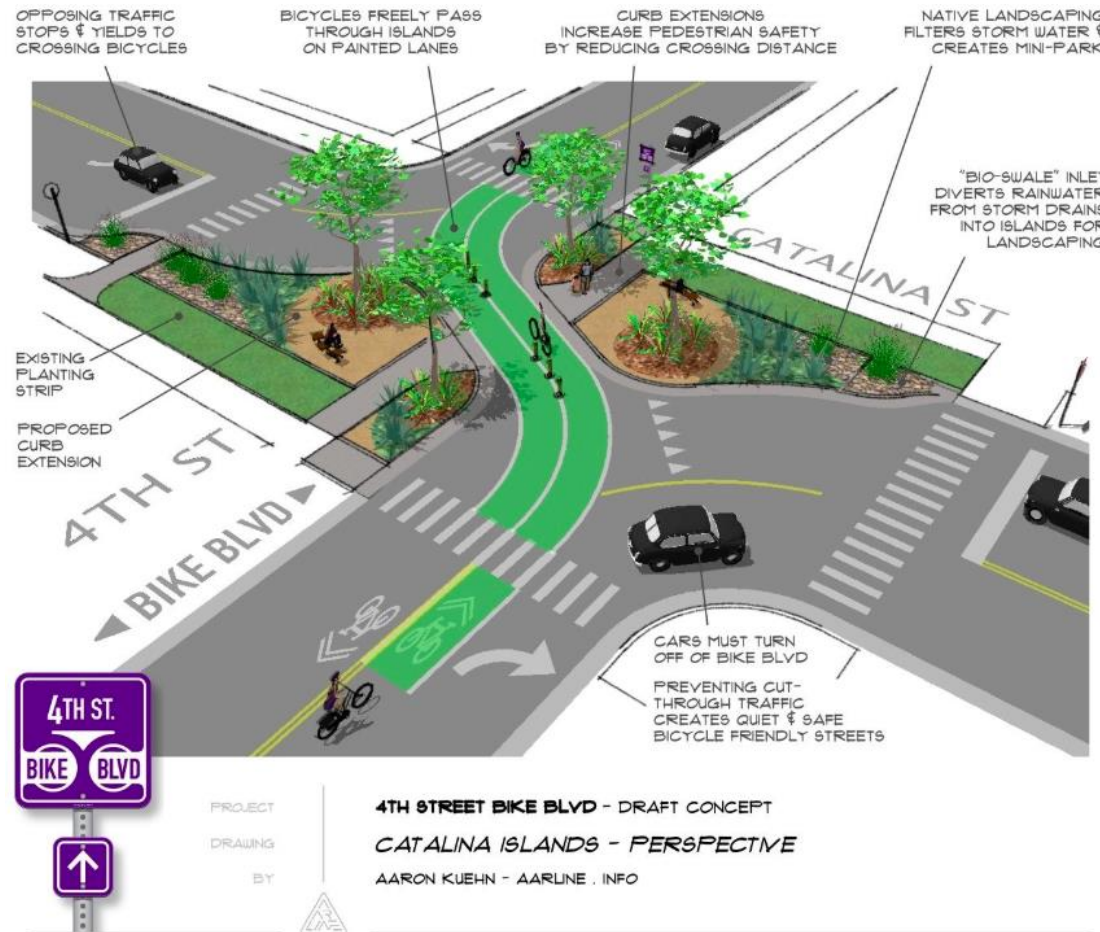 OPPOSING TRAFFIC
STOPS & YIELDS TO
CROSSING BICYCLES
BICYCLES FREELY PASS
THROUGH ISLANDS
ON PAINTED LANES
CURB EXTENSIONS
INCREASE PEDESTRIAN SAFETY
BY REDUCING CROSSING DISTANCE
NATIVE LANDSCAPING
FILTERS STORM WATER &
CREATES MINI-PARK
"BIO-SWALE" INLET
DIVERTS RAINWATER
FROM STORM DRAINS
INTO ISLANDS FOR
LANDSCAPING
CATALINA ST
EXISTING
PLANTING
STRIP
PROPOSED
CURB
EXTENSION
4TH ST
BIKE BLVD
CARS MUST TURN
OFF OF BIKE BLVD
PREVENTING CUT-
THROUGH TRAFFIC
CREATES QUIET & SAFE
BICYCLE FRIENDLY STREETS
4TH ST.
BIKE BLVD
PROJECT
4TH STREET BIKE BLVD - DRAFT CONCEPT
DRAWING
CATALINA ISLANDS - PERSPECTIVE
BY
AARON KUEHN - AARLINE . INFO